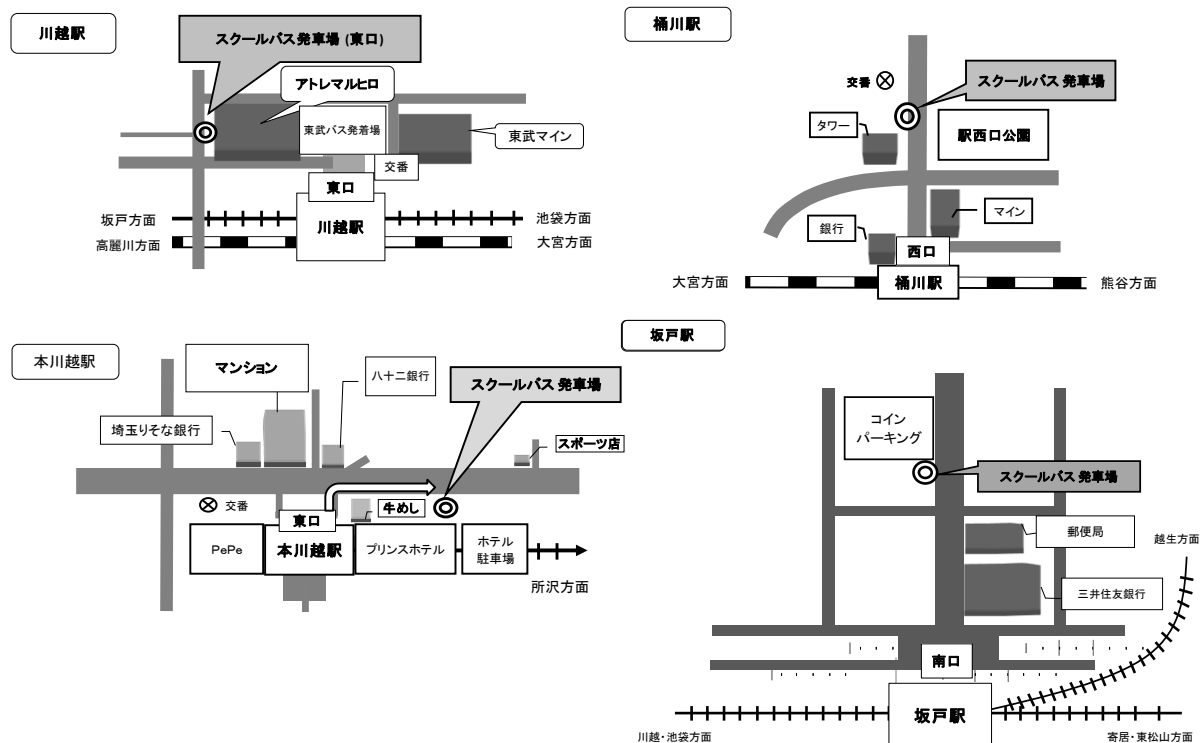 川越駅
スクールバス発車場 (東口)
アトレマルヒロ
東武バス発着場
東武マイン
交番
東口
川越駅
坂戸方面
池袋方面
高麗川方面
大宮方面
桶川駅
交番
スクールバス 発車場
タワー
駅西口公園
マイン
銀行
西口
桶川駅
大宮方面
熊谷方面
本川越駅
マンション
八十二銀行
スクールバス 発車場
埼玉りそな銀行
スポーツ店
交番
東口
牛めし
PePe
本川越駅
プリンスホテル
ホテル
駐車場
所沢方面
坂戸駅
コイン
パーキング
スクールバス 発車場
郵便局
越生方面
三井住友銀行
南口
坂戸駅
川越・池袋方面
寄居・東松山方面